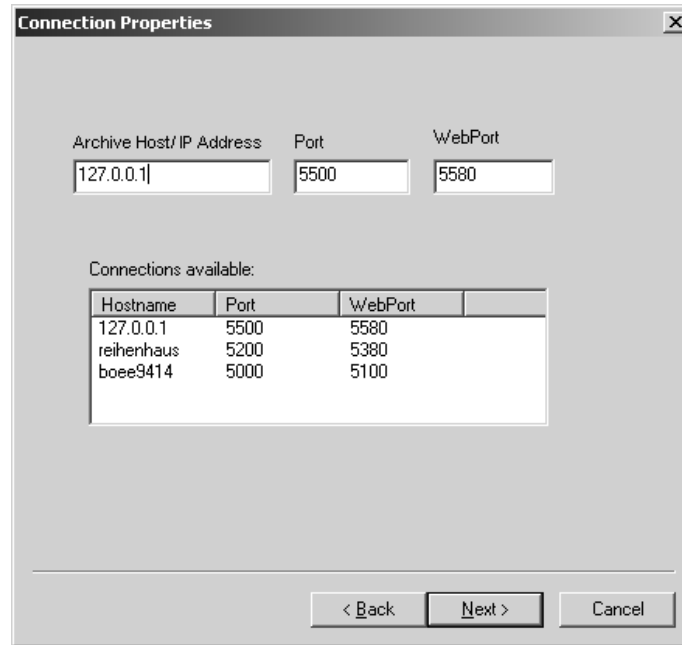 Connection Properties
Archive Host/ IP Address Port WebPort
127.0.0.1 5500 5580
Connections available:
Hostname Port WebPort
127.0.0.1 5500 5580
reihenhaus 5200 5380
boee9414 5000 5100
< Back Next > Cancel